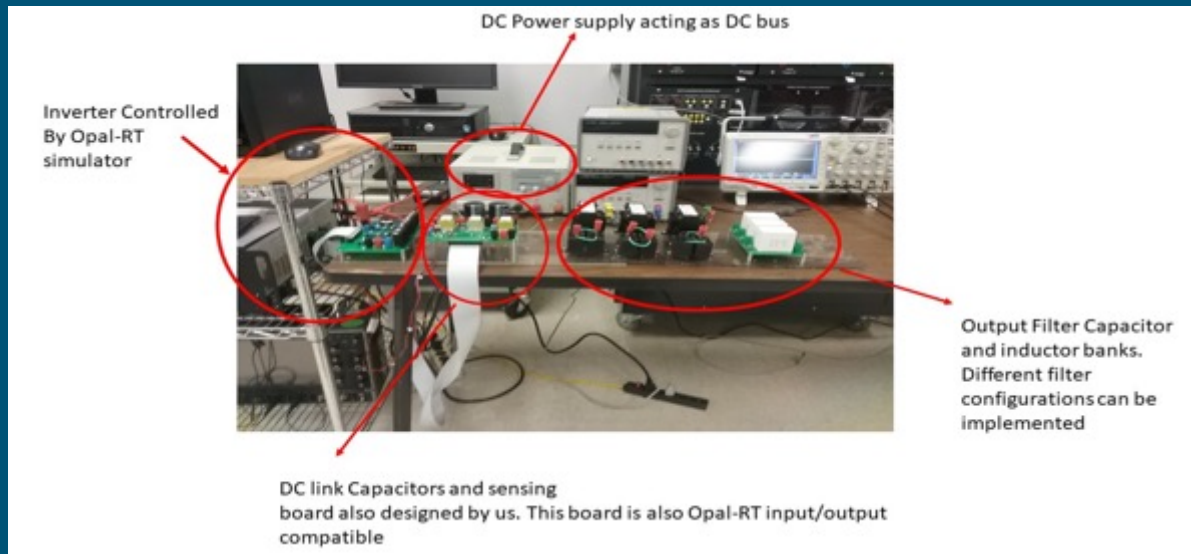 DC Power supply acting as DC bus
Inverter Controlled
By Opal-RT
simulator
Output Filter Capacitor
and inductor banks.
Different filter
configurations can be
implemented
DC link Capacitors and sensing
board also designed by us. This board is also Opal-RT input/output
compatible